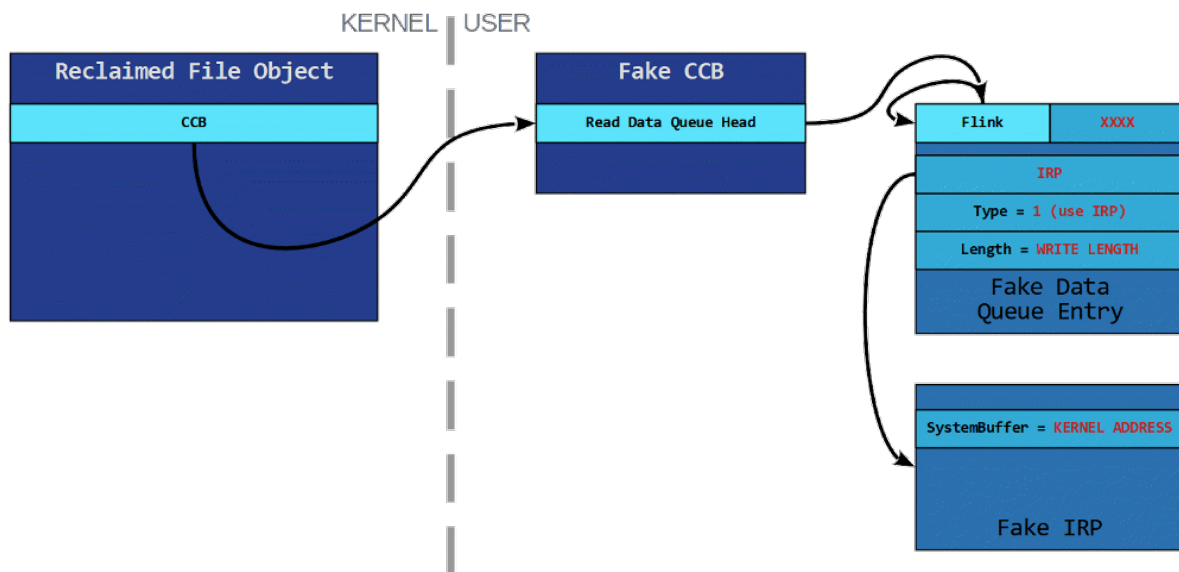 KERNEL USER
Reclaimed File Object
CCB
Fake CCB
Read Data Queue Head
Flink
XXXX
IRP
Type = 1 (use IRP)
Length = WRITE LENGTH
Fake Data
Queue Entry
SystemBuffer = KERNEL ADDRESS
Fake IRP